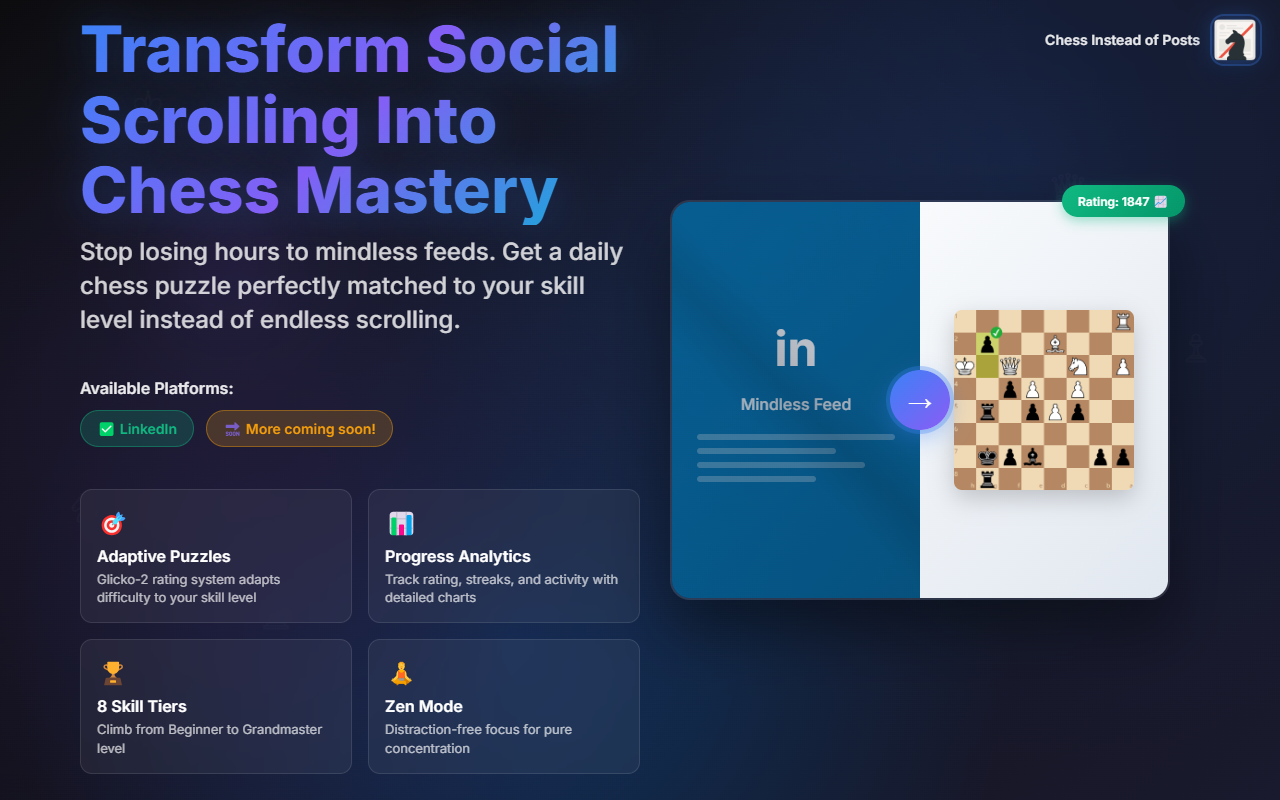 Transform Social
Scrolling Into
Chess Mastery
Chess Instead of Posts
Stop losing hours to mindless feeds. Get a daily
chess puzzle perfectly matched to your skill
level instead of endless scrolling.
Available Platforms:
✅ LinkedIn
🔜 More coming soon!
Rating: 1847 📈
in
Mindless Feed
→
🎯
Adaptive Puzzles
Glicko-2 rating system adapts
difficulty to your skill level
📊
Progress Analytics
Track rating, streaks, and activity with
detailed charts
🏆
8 Skill Tiers
Climb from Beginner to Grandmaster
level
🧘
Zen Mode
Distraction-free focus for pure
concentration